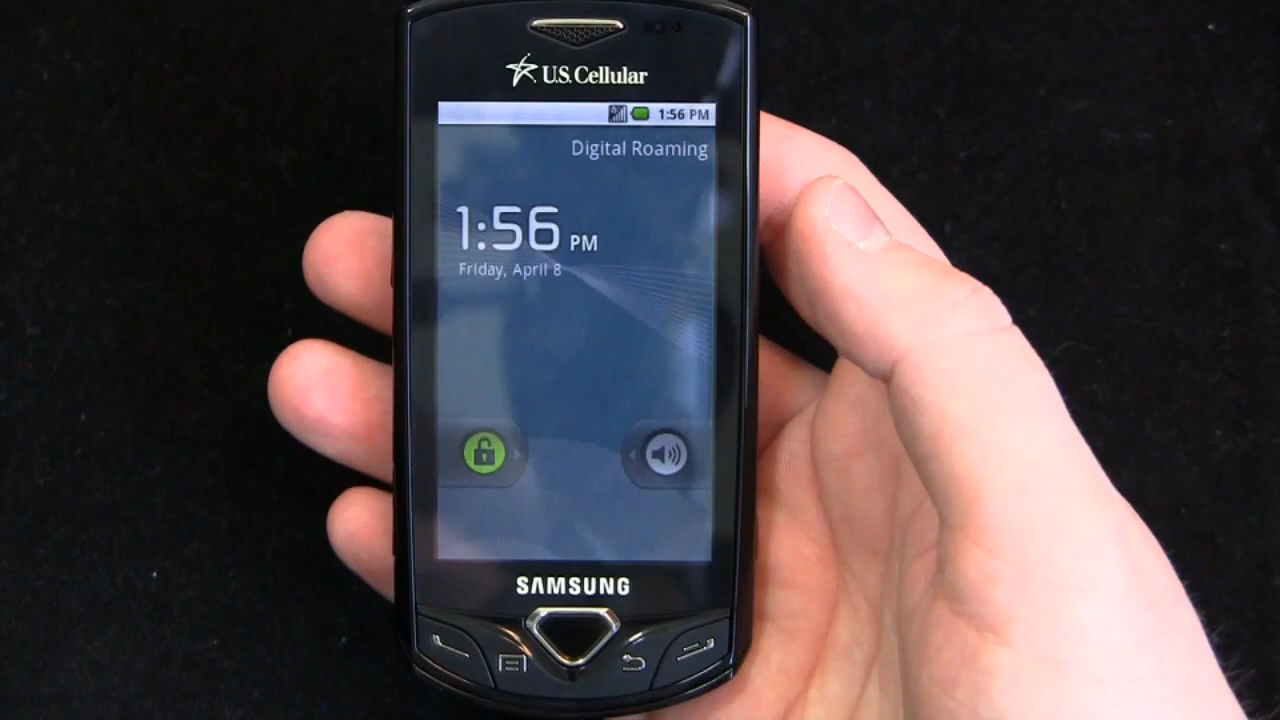 U.S. Cellular
1:56 PM
Digital Roaming
1:56 PM
Friday, April 8
SAMSUNG